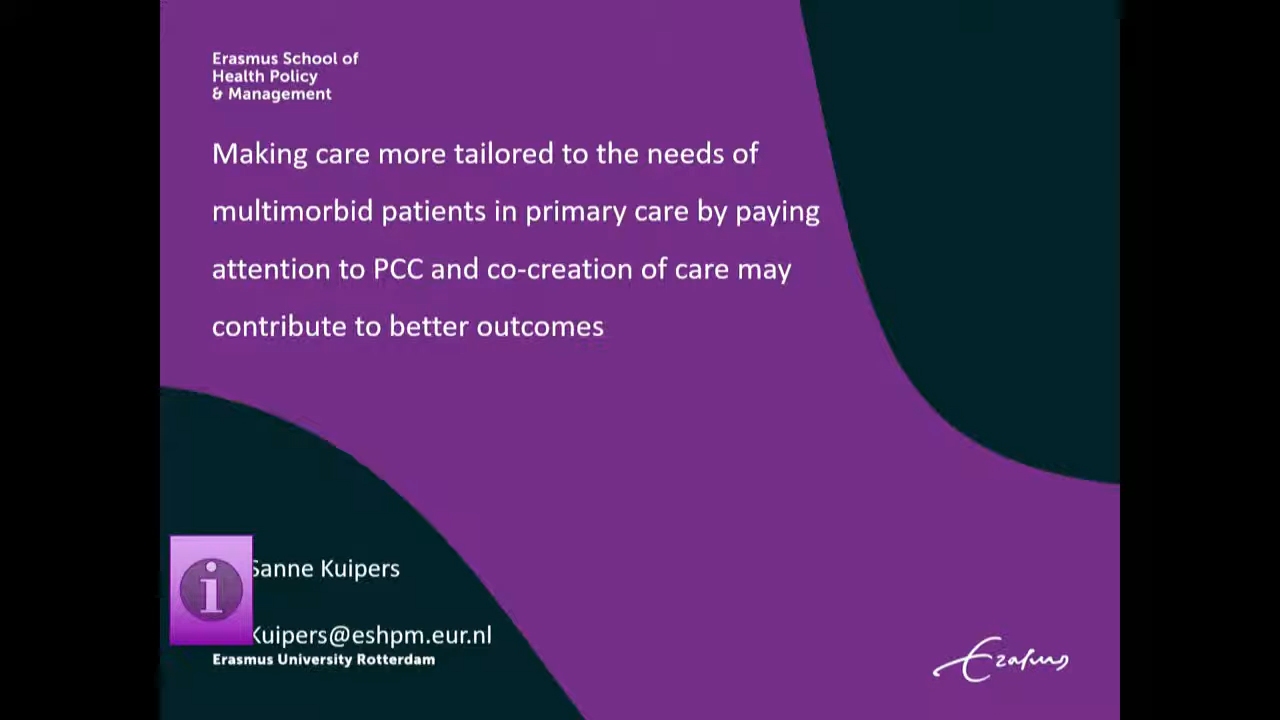 Erasmus School of
Health Policy
& Management
Making care more tailored to the needs of
multimorbid patients in primary care by paying
attention to PCC and co-creation of care may
contribute to better outcomes
Sanne Kuipers
Kuipers@eshpm.eur.nl
Erasmus University Rotterdam
Erasmus